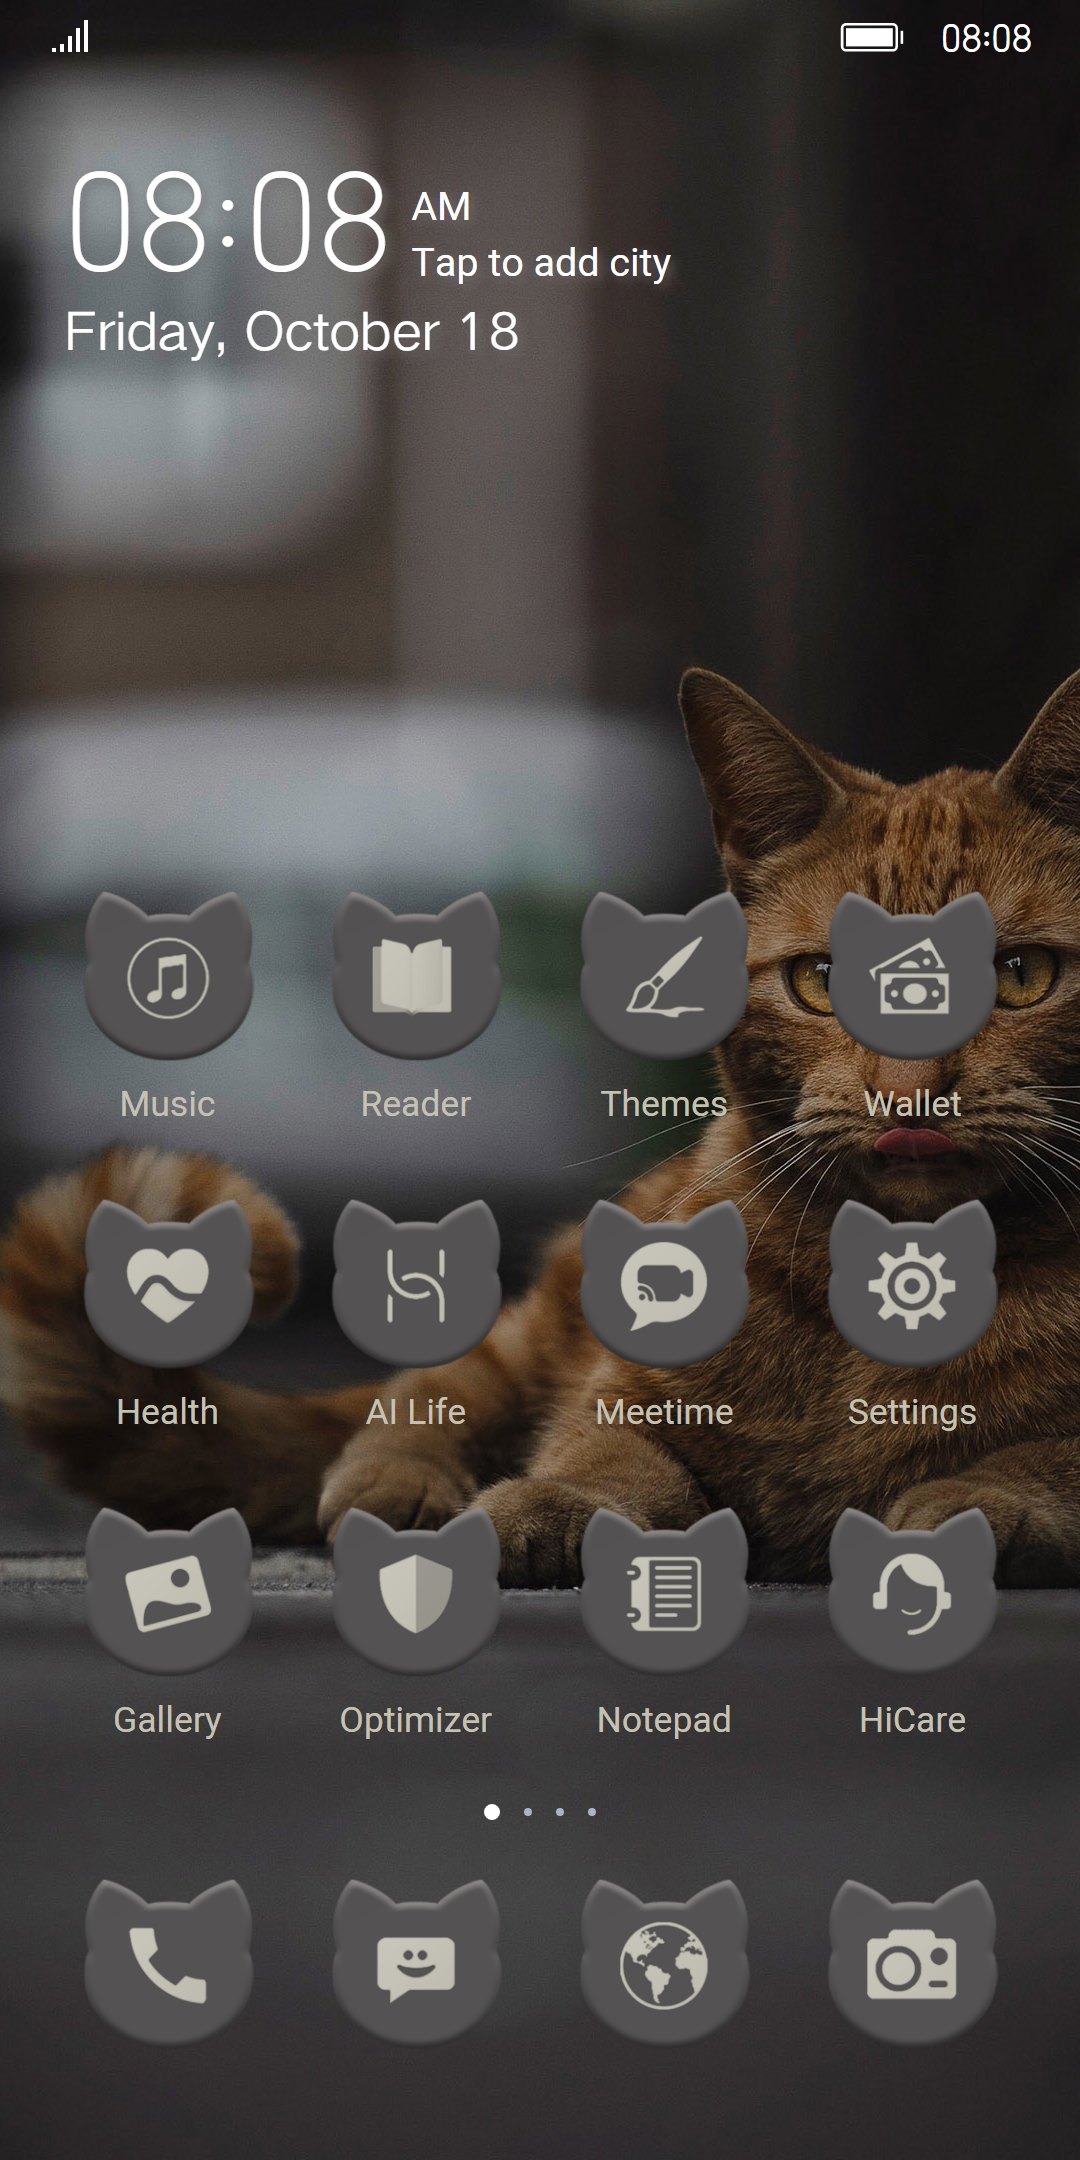 08:08
08:08 AM
Tap to add city
Friday, October 18
Music Reader Themes Wallet
Health AI Life Meetime Settings
Gallery Optimizer Notepad HiCare